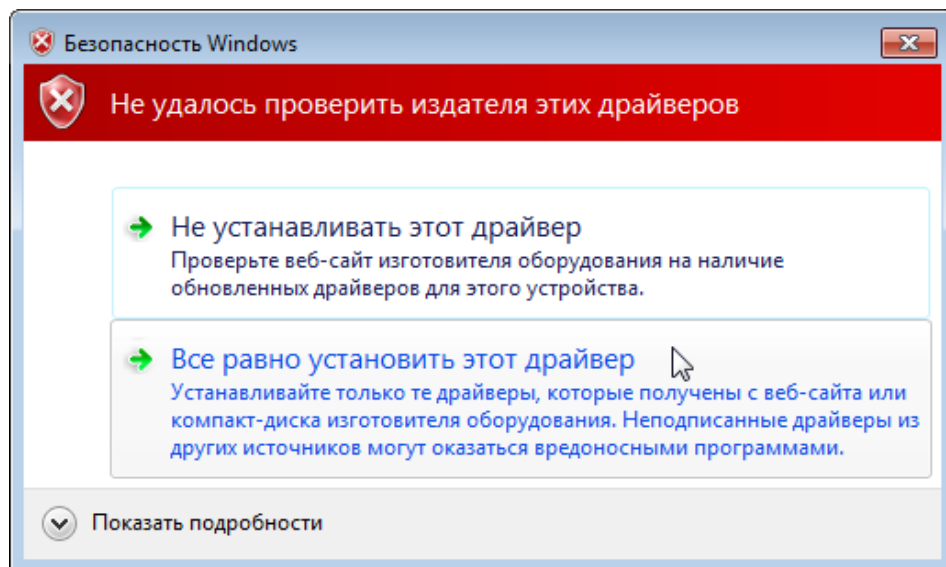 Безопасность Windows
Не удалось проверить издателя этих драйверов
Не устанавливать этот драйвер
Проверьте веб-сайт изготовителя оборудования на наличие
обновленных драйверов для этого устройства.
Все равно установить этот драйвер
Устанавливайте только те драйверы, которые получены с веб-сайта или
компакт-диска изготовителя оборудования. Неподписанные драйверы из
других источников могут оказаться вредоносными программами.
Показать подробности